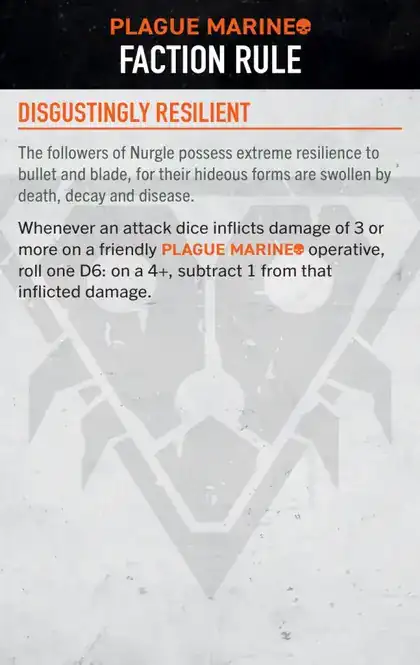 PLAGUE MARINE
FACTION RULE
DISGUSTINGLY RESILIENT
The followers of Nurgle possess extreme resilience to
bullet and blade, for their hideous forms are swollen by
death, decay and disease.
Whenever an attack dice inflicts damage of 3 or
more on a friendly PLAGUE MARINE operative,
roll one D6: on a 4+, subtract 1 from that
inflicted damage.